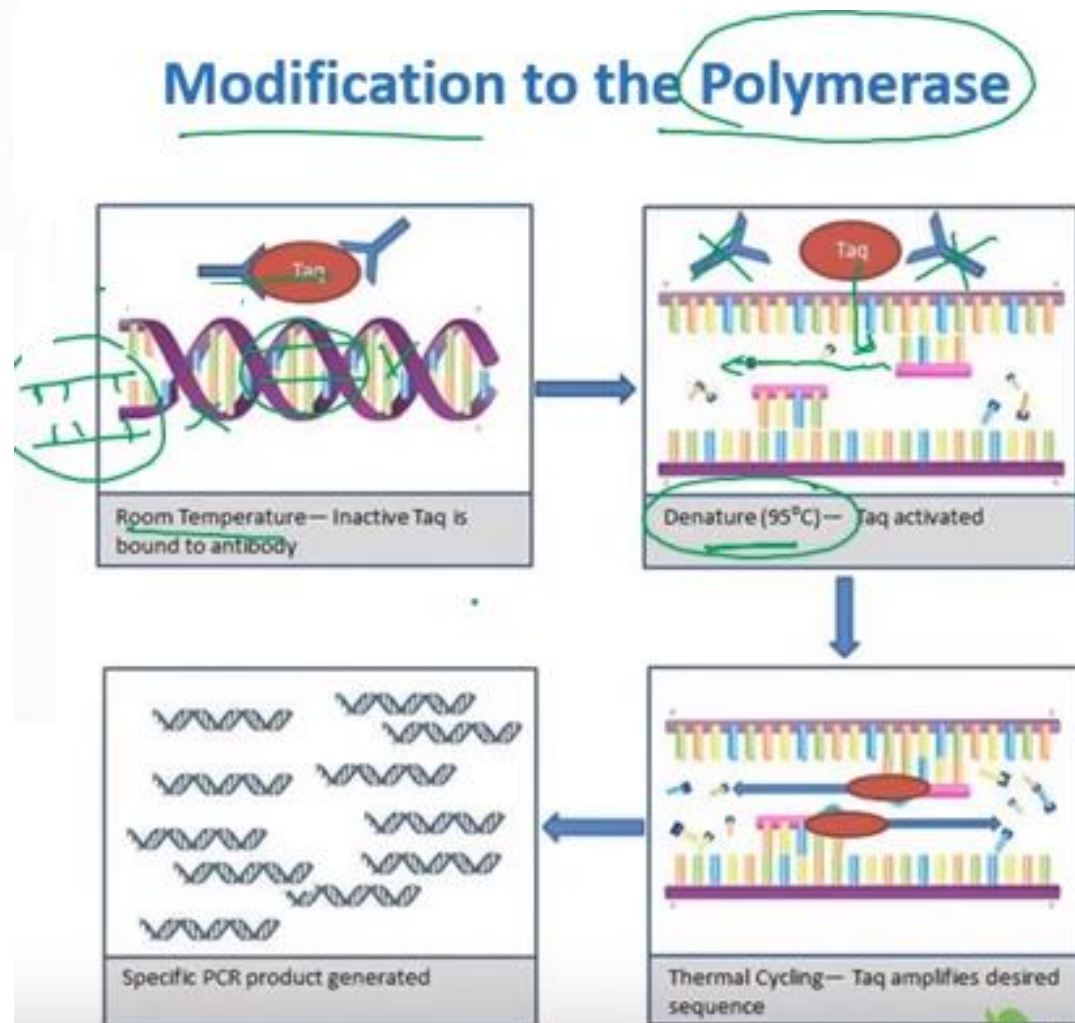 Modification to the Polymerase
Taq
Taq
Room Temperature— Inactive Taq is
bound to antibody
Denature (95⁰C)— Taq activated
Specific PCR product generated
Thermal Cycling— Taq amplifies desired
sequence